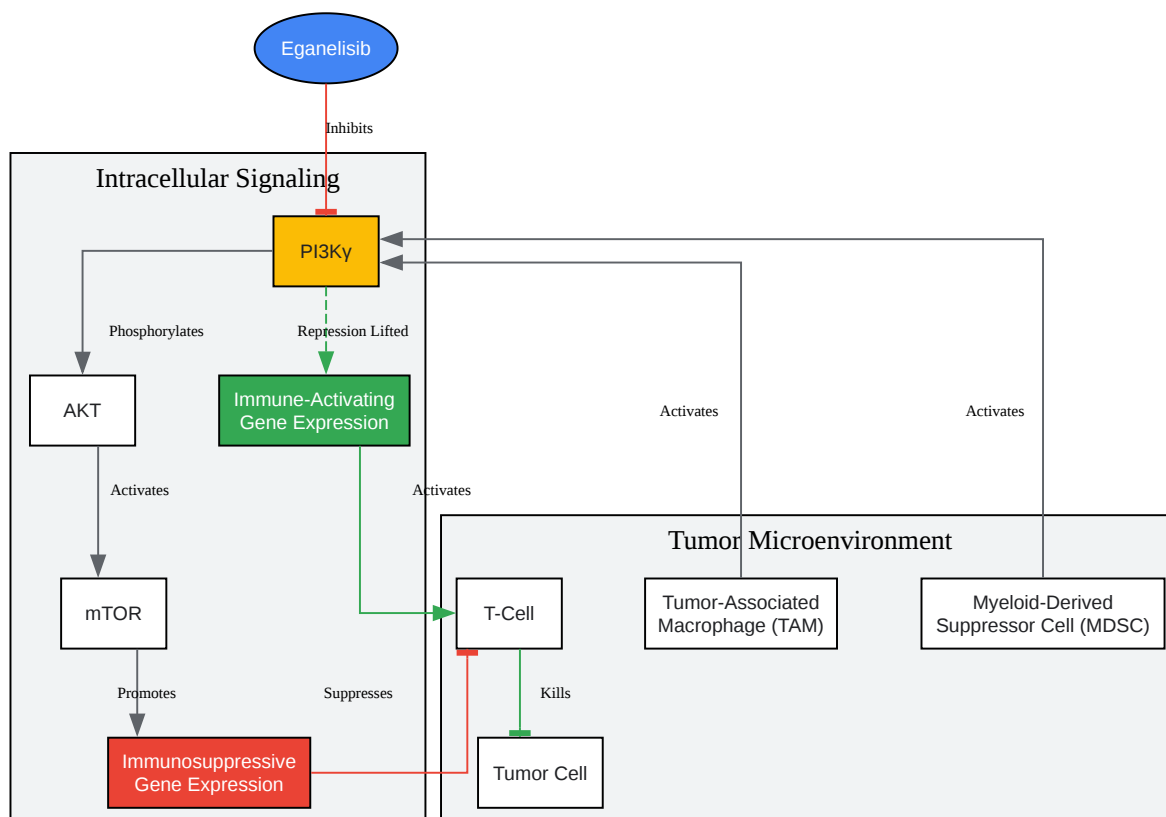 Eganelisib
Inhibits
Intracellular Signaling
PI3Kγ
Phosphorylates
Repression Lifted
AKT
Immune-Activating
Gene Expression
Activates
Activates
Activates
Activates
Tumor Microenvironment
mTOR
T-Cell
Tumor-Associated
Macrophage (TAM)
Myeloid-Derived
Suppressor Cell (MDSC)
Promotes
Suppresses
Kills
Immunosuppressive
Gene Expression
Tumor Cell